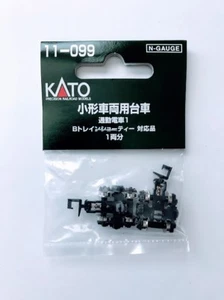 11-099
N-GAUGE
KATO
PRECISION RAILROAD MODELS
小形車両用台車
通勤電車1
Bトレインショーティー 対応品
1両分